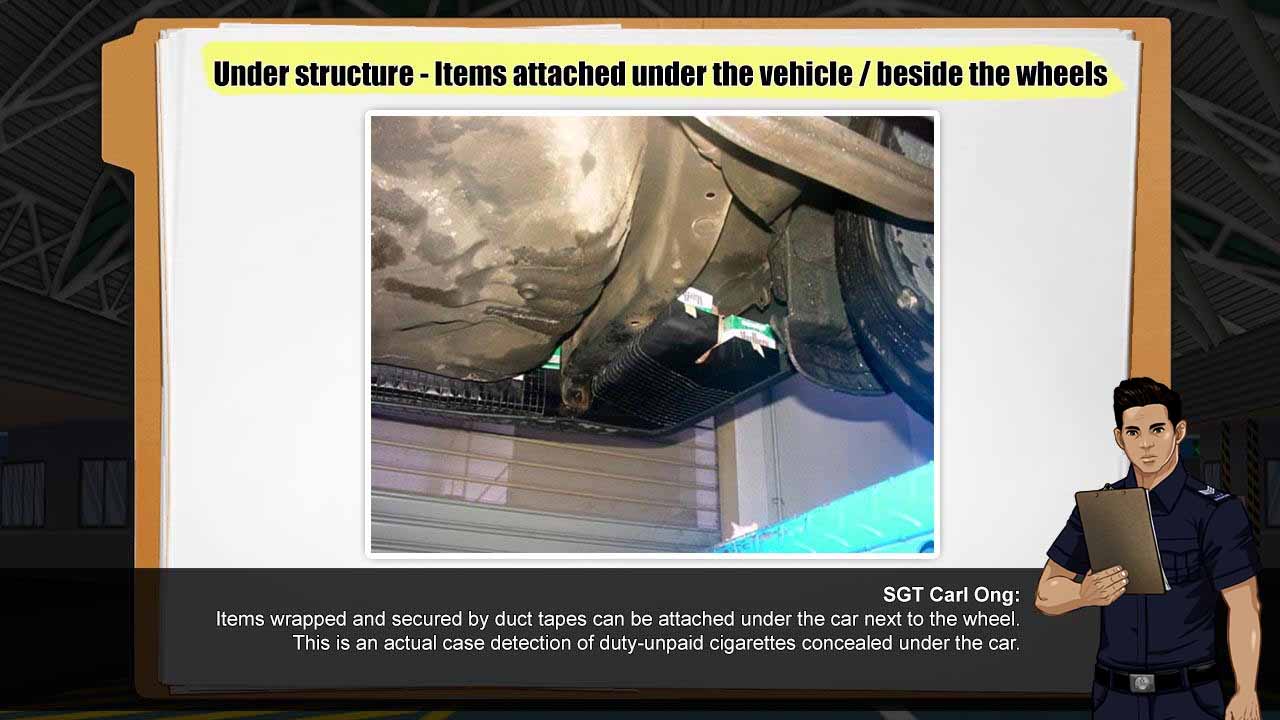 Under structure - Items attached under the vehicle / beside the wheels
Marlboro
SGT Carl Ong:
Items wrapped and secured by duct tapes can be attached under the car next to the wheel.
This is an actual case detection of duty-unpaid cigarettes concealed under the car.